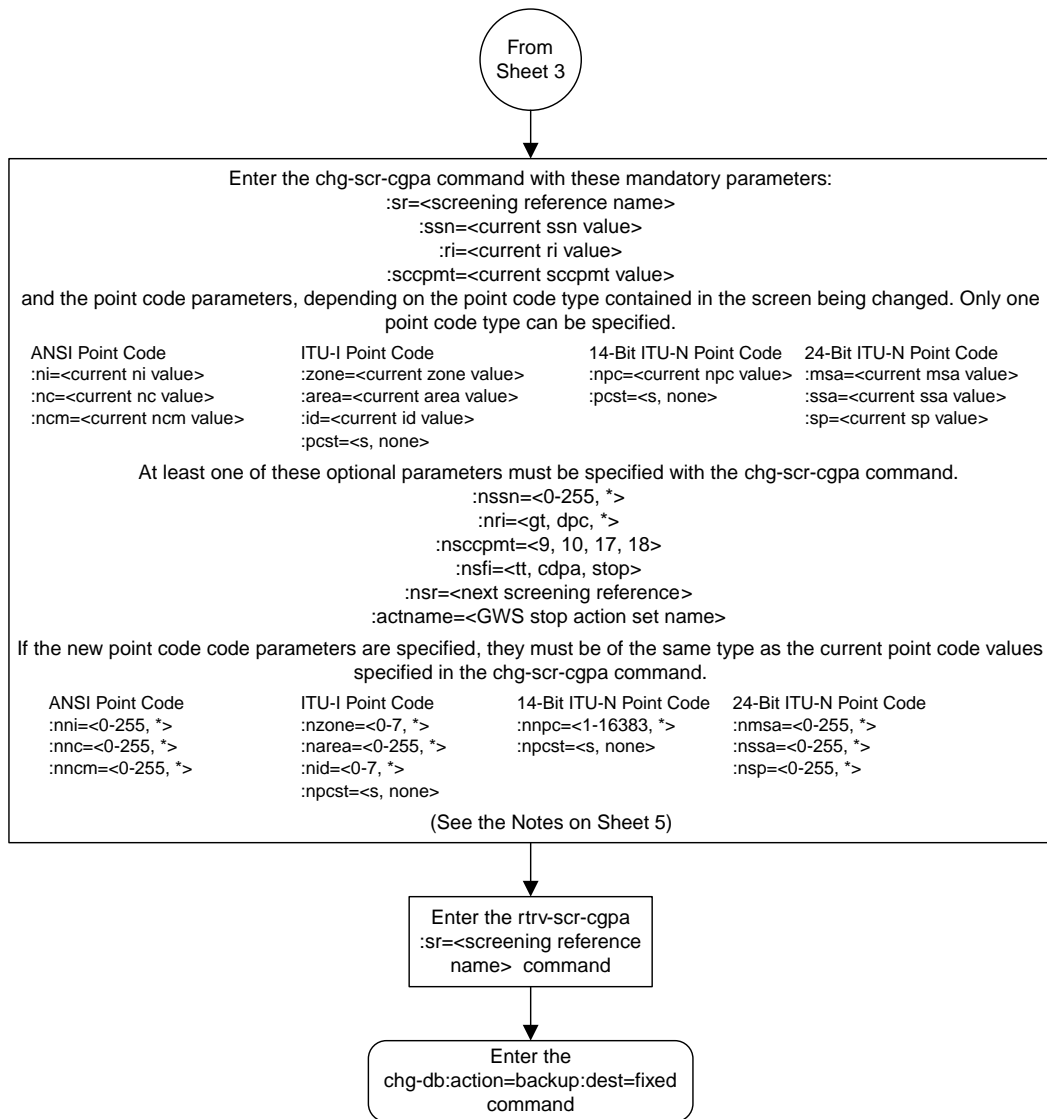 From
Sheet 3
Enter the chg-scr-cgpa command with these mandatory parameters:
:sr=<screening reference name>
:ssn=<current ssn value>
:ri=<current ri value>
:sccpmt=<current sccpmt value>
and the point code parameters, depending on the point code type contained in the screen being changed. Only one
point code type can be specified.
ANSI Point Code
:ni=<current ni value>
:nc=<current nc value>
:ncm=<current ncm value>
ITU-I Point Code
:zone=<current zone value>
:area=<current area value>
:id=<current id value>
:pcst=<s, none>
14-Bit ITU-N Point Code
:npc=<current npc value>
:pcst=<s, none>
24-Bit ITU-N Point Code
:msa=<current msa value>
:ssa=<current ssa value>
:sp=<current sp value>
At least one of these optional parameters must be specified with the chg-scr-cgpa command.
:nssn=<0-255, *>
:nri=<gt, dpc, *>
:nsccpmt=<9, 10, 17, 18>
:nsfi=<tt, cdpa, stop>
:nsr=<next screening reference>
:actname=<GWS stop action set name>
If the new point code code parameters are specified, they must be of the same type as the current point code values
specified in the chg-scr-cgpa command.
ANSI Point Code
:nni=<0-255, *>
:nnc=<0-255, *>
:nncm=<0-255, *>
ITU-I Point Code
:nzone=<0-7, *>
:narea=<0-255, *>
:nid=<0-7, *>
:npcst=<s, none>
14-Bit ITU-N Point Code
:nnpc=<1-16383, *>
:npcst=<s, none>
24-Bit ITU-N Point Code
:nmsa=<0-255, *>
:nssa=<0-255, *>
:nsp=<0-255, *>
(See the Notes on Sheet 5)
Enter the rtrv-scr-cgpa
:sr=<screening reference
name> command
Enter the
chg-db:action=backup:dest=fixed
command